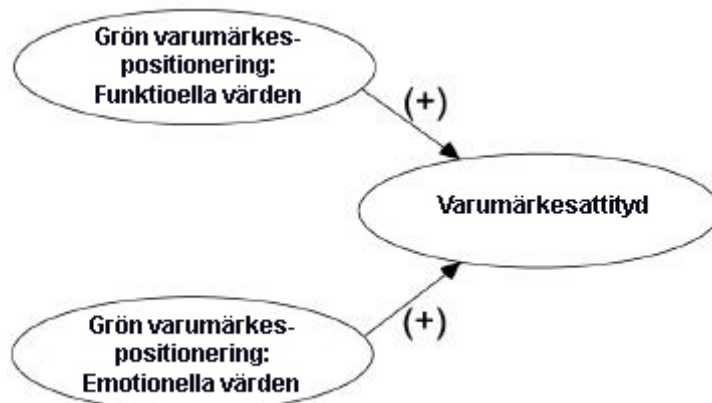 Grön varumärkes-
positionering:
Funktioella värden
(+)
Varumärkesattityd
(+)
Grön varumärkes-
positionering:
Emotionella värden